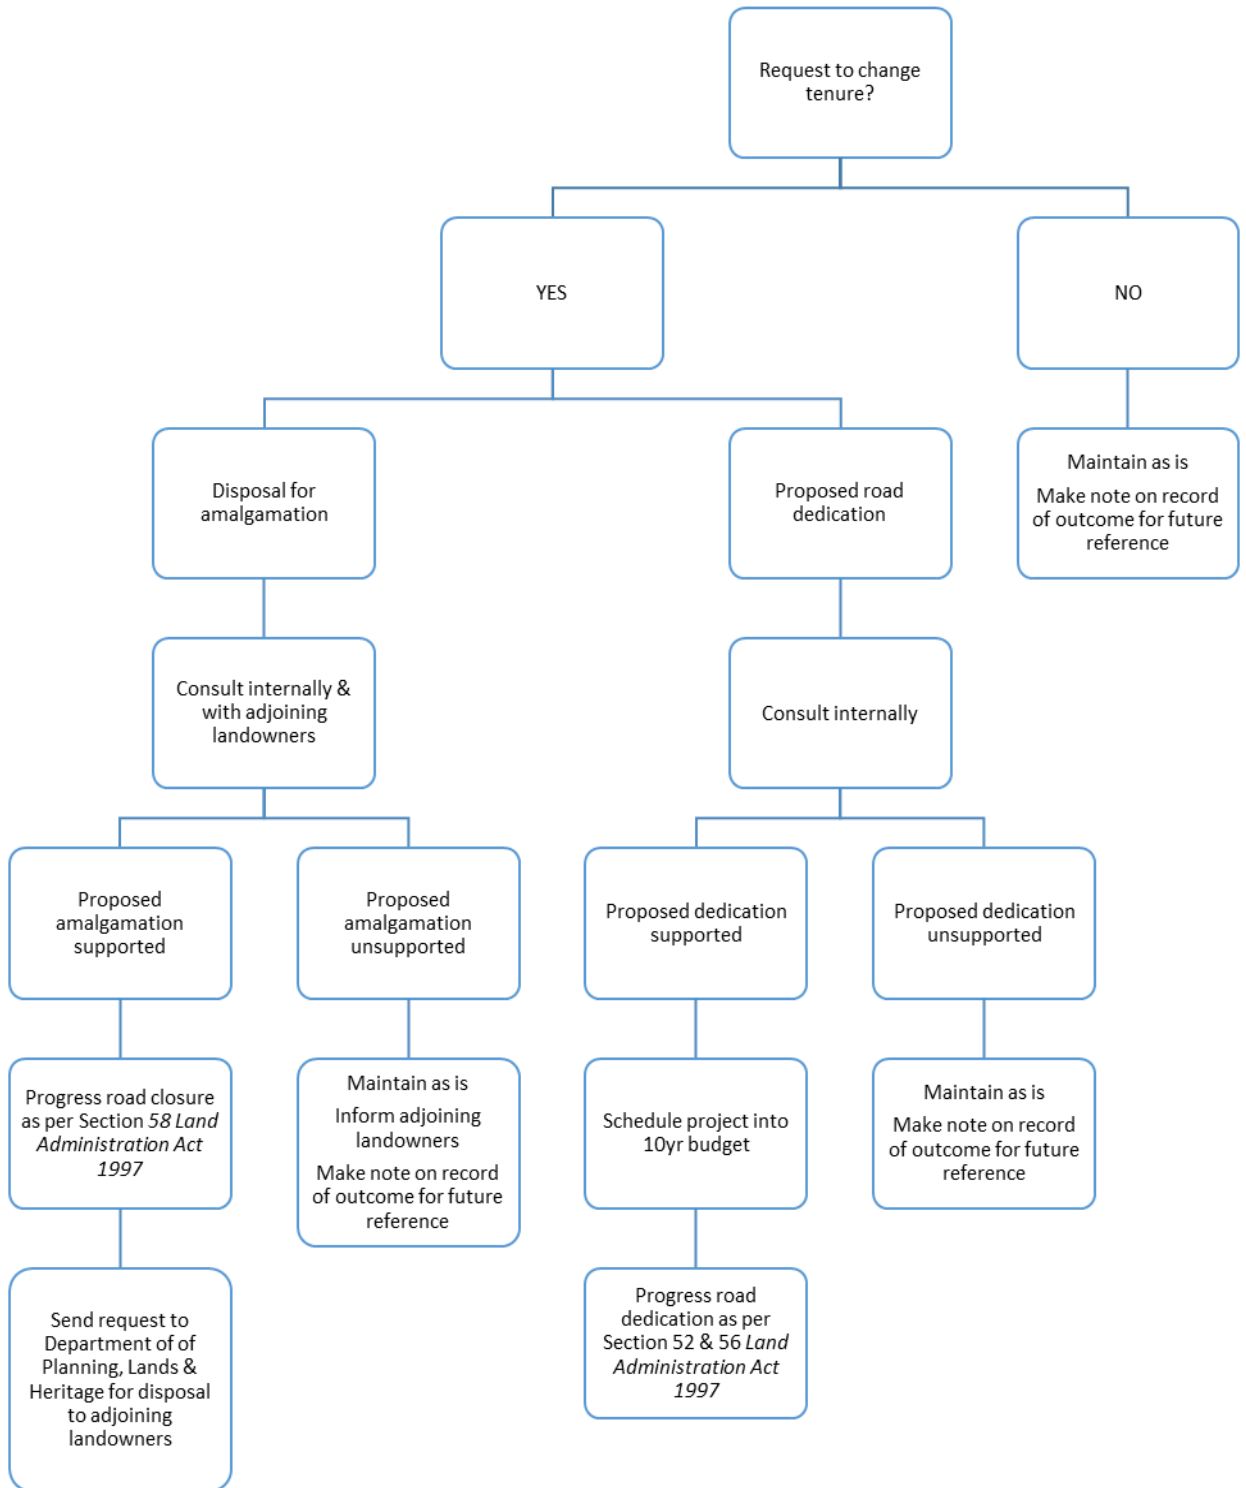 Request to change
tenure?
YES
NO
Disposal for
amalgamation
Proposed road
dedication
Maintain as is
Make note on record
of outcome for future
reference
Consult internally &
with adjoining
landowners
Consult internally
Proposed
amalgamation
supported
Proposed
amalgamation
unsupported
Proposed dedication
supported
Proposed dedication
unsupported
Progress road closure
as per Section 58 Land
Administration Act
1997
Maintain as is
Inform adjoining
landowners
Make note on record
of outcome for future
reference
Schedule project into
10yr budget
Maintain as is
Make note on record
of outcome for future
reference
Send request to
Department of of
Planning, Lands &
Heritage for disposal
to adjoining
landowners
Progress road
dedication as per
Section 52 & 56 Land
Administration Act
1997